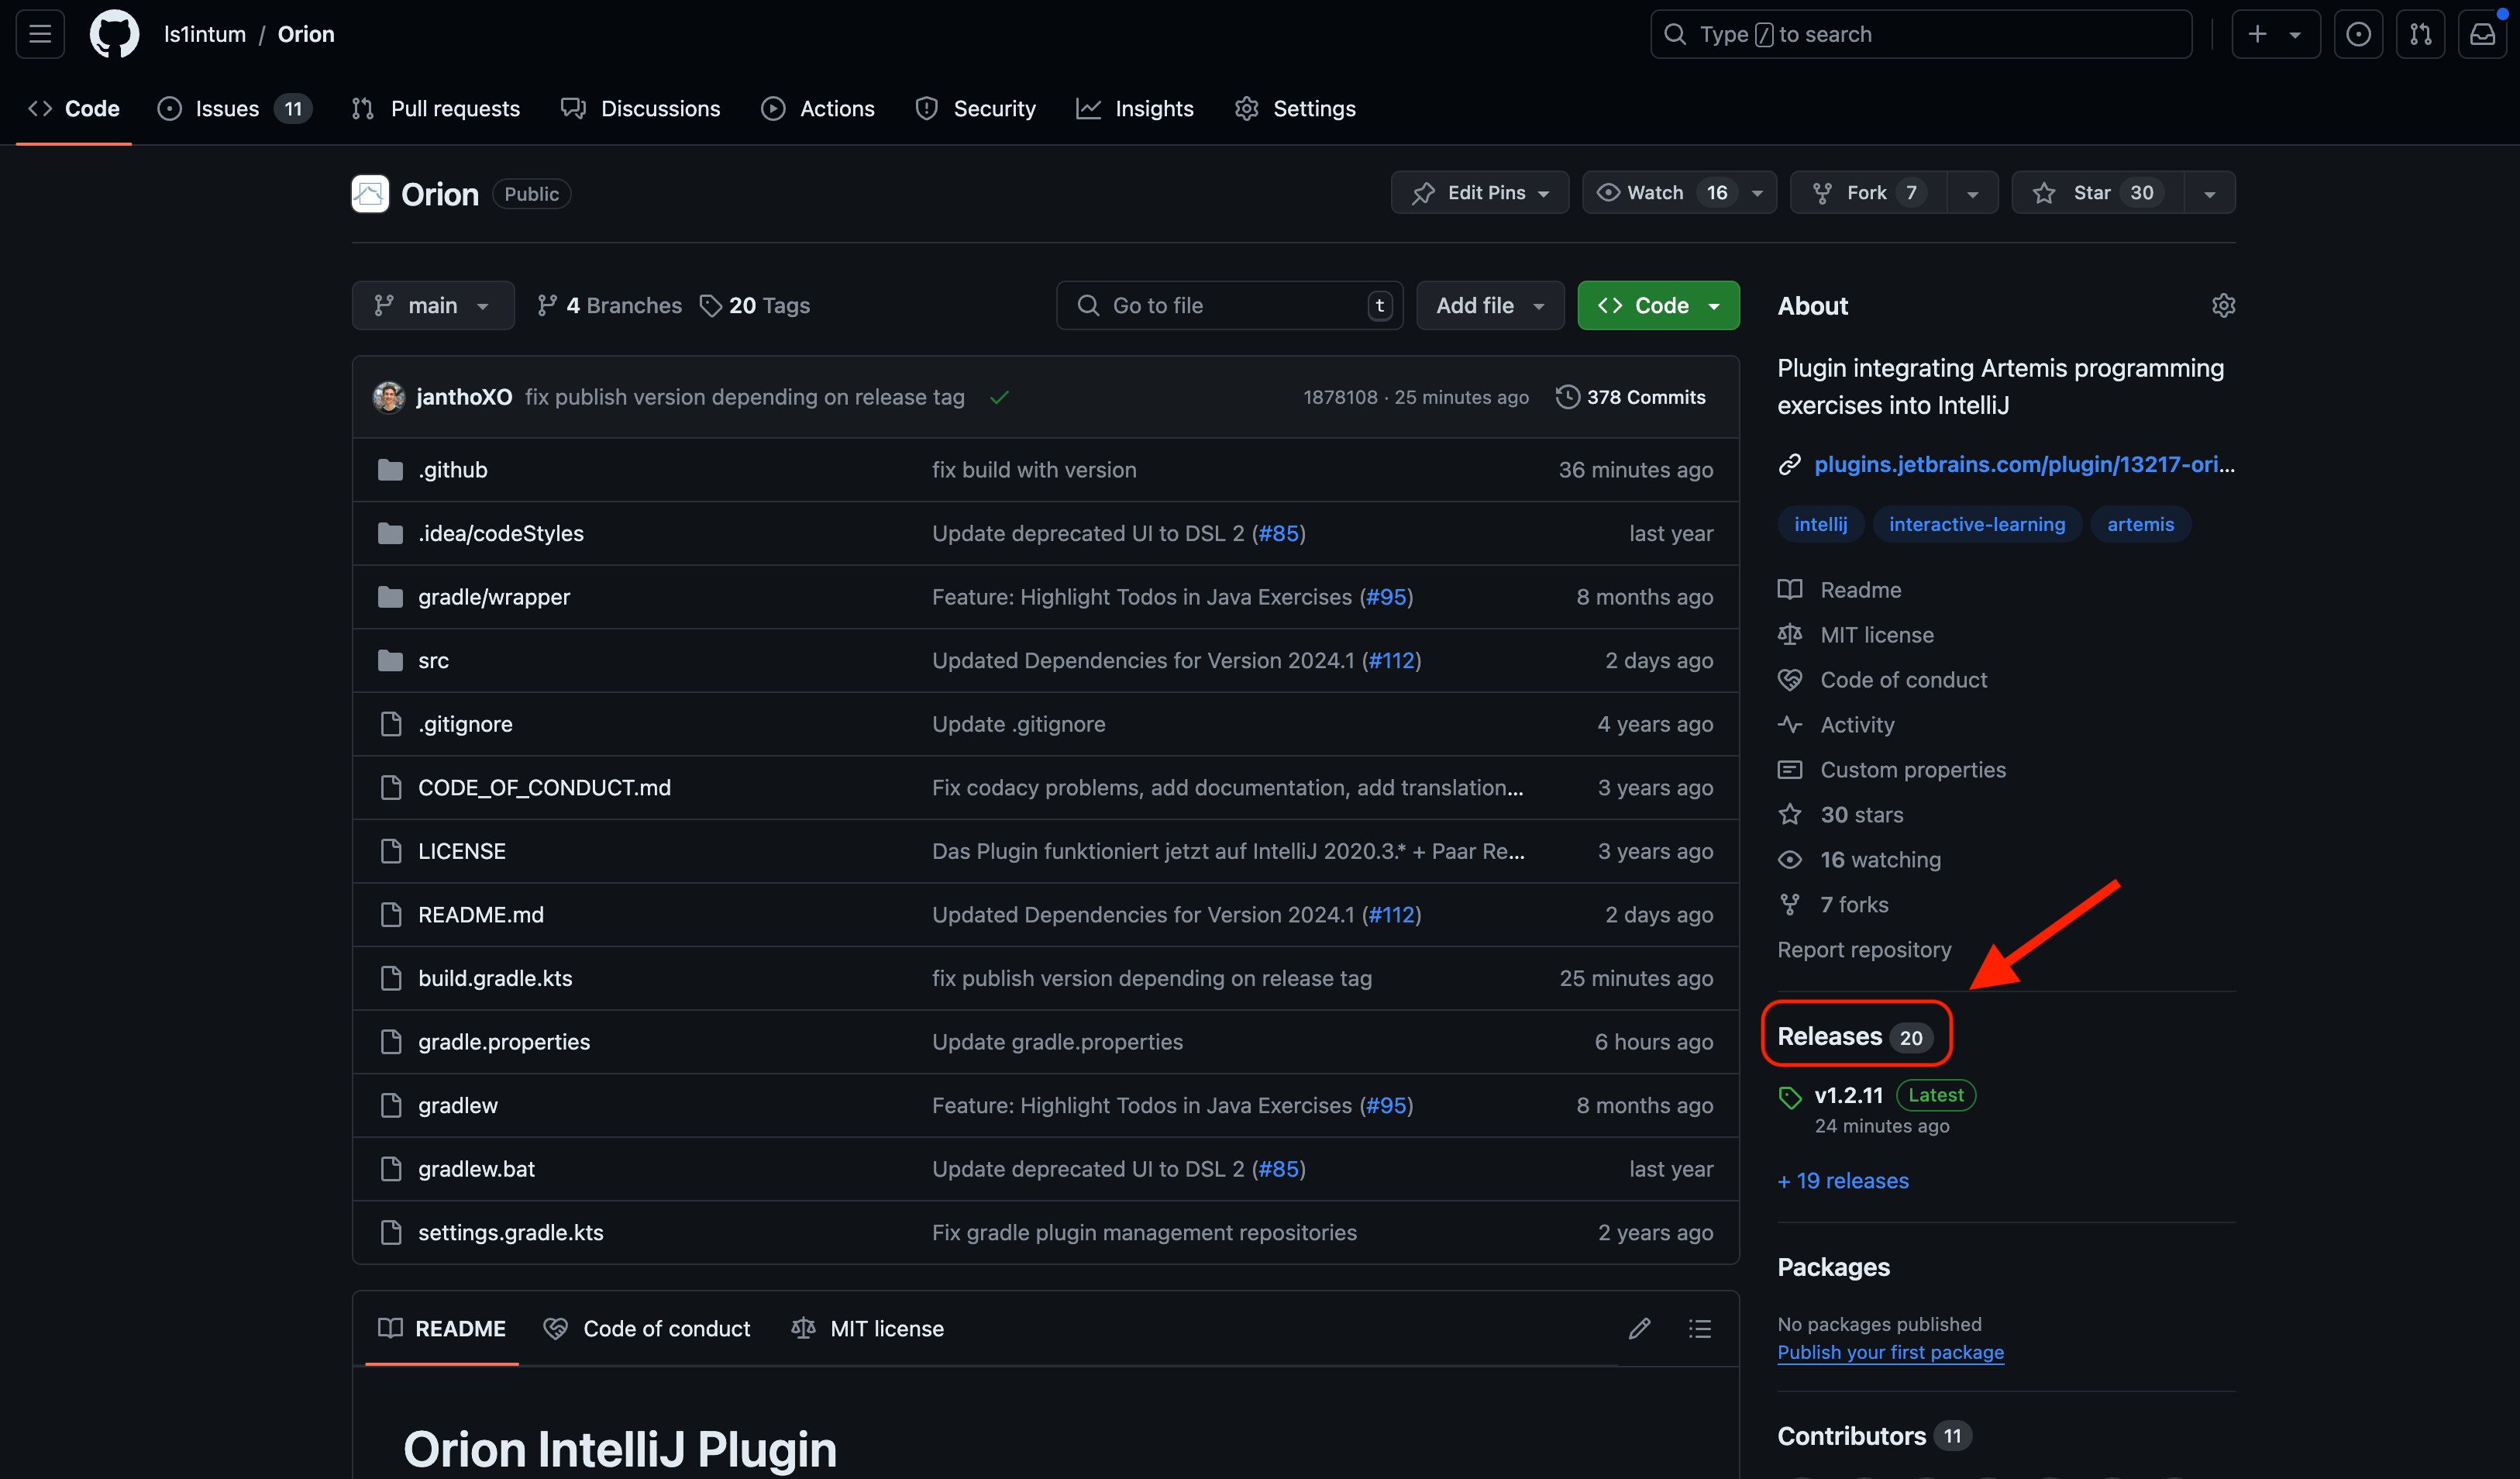 ls1intum / Orion
Type / to search
Code
Issues 11
Pull requests
Discussions
Actions
Security
Insights
Settings
Orion Public
Edit Pins
Watch 16
Fork 7
Star 30
main
4 Branches
20 Tags
Go to file t
Add file
Code
janthoXO fix publish version depending on release tag 1878108 · 25 minutes ago 378 Commits
.github fix build with version 36 minutes ago
.idea/codeStyles Update deprecated UI to DSL 2 (#85) last year
gradle/wrapper Feature: Highlight Todos in Java Exercises (#95) 8 months ago
src Updated Dependencies for Version 2024.1 (#112) 2 days ago
.gitignore Update .gitignore 4 years ago
CODE_OF_CONDUCT.md Fix codacy problems, add documentation, add translation... 3 years ago
LICENSE Das Plugin funktioniert jetzt auf IntelliJ 2020.3.* + Paar Re... 3 years ago
README.md Updated Dependencies for Version 2024.1 (#112) 2 days ago
build.gradle.kts fix publish version depending on release tag 25 minutes ago
gradle.properties Update gradle.properties 6 hours ago
gradlew Feature: Highlight Todos in Java Exercises (#95) 8 months ago
gradlew.bat Update deprecated UI to DSL 2 (#85) last year
settings.gradle.kts Fix gradle plugin management repositories 2 years ago
README
Code of conduct
MIT license
Orion IntelliJ Plugin
About
Plugin integrating Artemis programming
exercises into IntelliJ
plugins.jetbrains.com/plugin/13217-ori...
intellij interactive-learning artemis
Readme
MIT license
Code of conduct
Activity
Custom properties
30 stars
16 watching
7 forks
Report repository
Releases 20
v1.2.11 Latest
24 minutes ago
+ 19 releases
Packages
No packages published
Publish your first package
Contributors 11